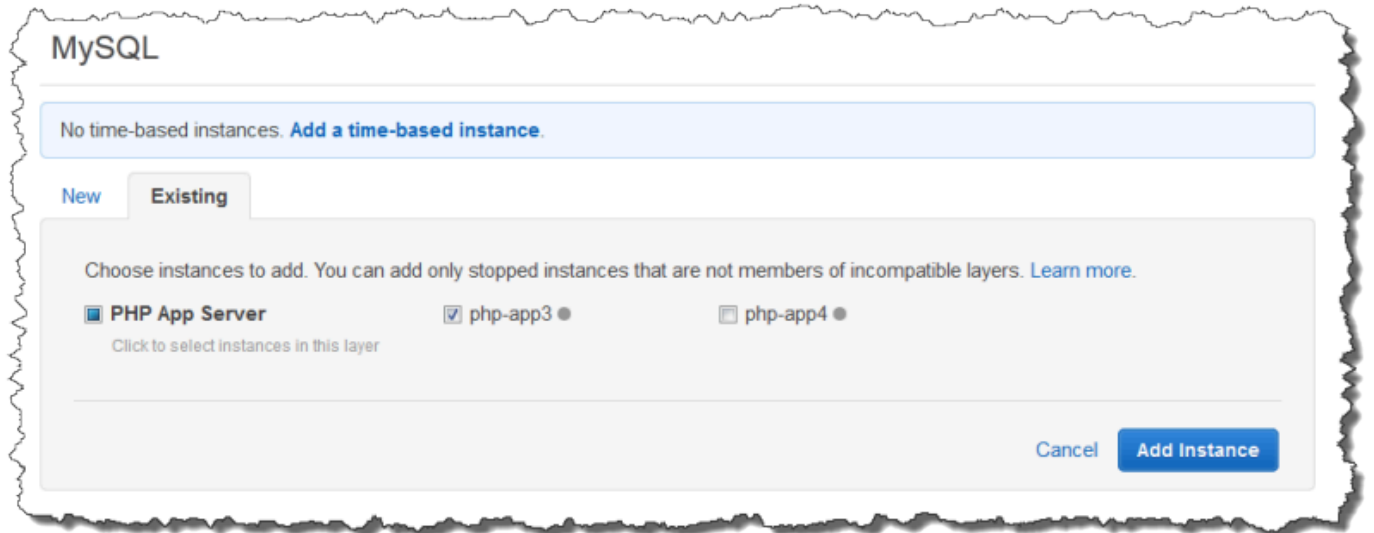 MySQL
No time-based instances. Add a time-based instance.
New Existing
Choose instances to add. You can add only stopped instances that are not members of incompatible layers. Learn more.
PHP App Server php-app3 php-app4
Click to select instances in this layer
Cancel Add Instance